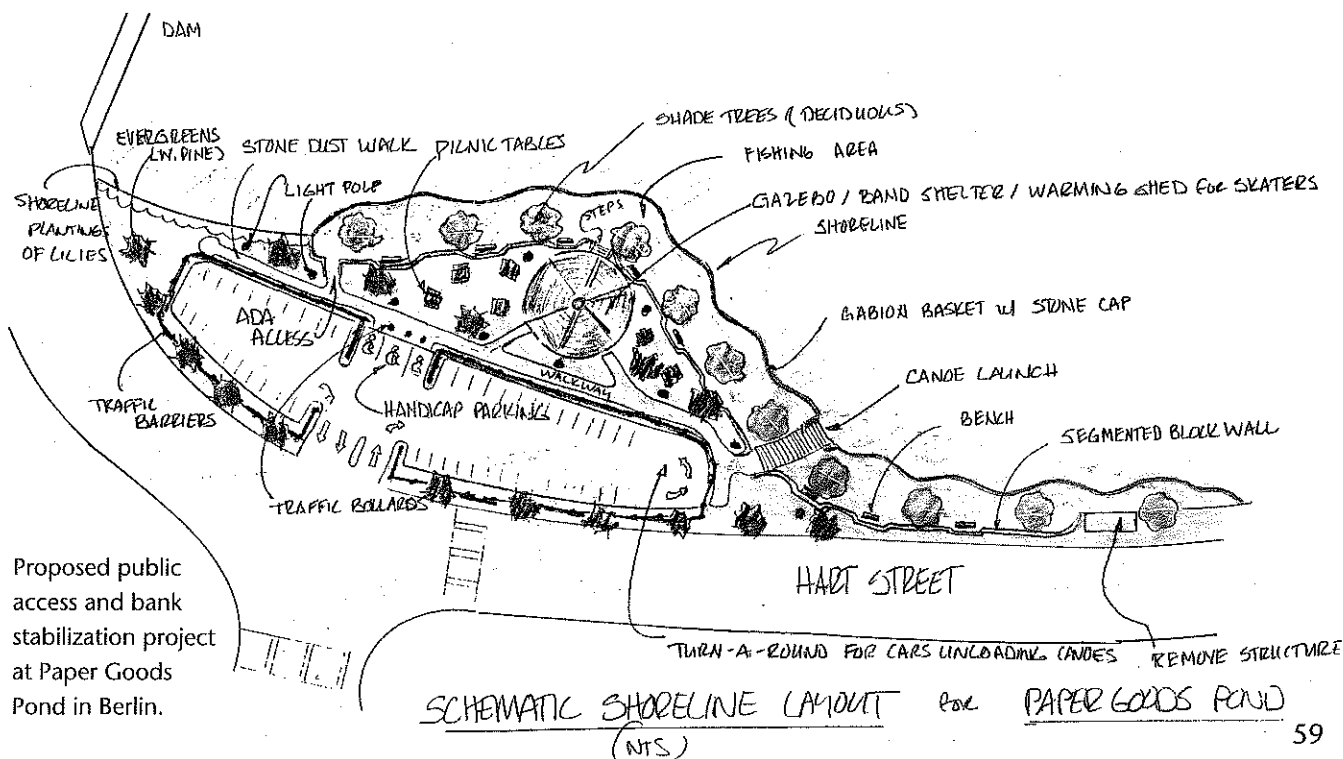 DAM
EVERGREENS
(W. PINE)
STONE DUST WALK
PICNIC TABLES
SHADE TREES (DECIDUOUS)
FISHING AREA
LIGHT POLE
GAZEBO / BAND SHELTER / WARMING SHED FOR SKATERS
SHORELINE
PLANTING
OF LILIES
STEPS
SHORELINE
GABION BASKET W/ STONE CAP
ADA
ACCESS
WALKWAY
CANOE LAUNCH
TRAFFIC
BARRIERS
HANDICAP PARKING
BENCH
SEGMENTED BLOCK WALL
TRAFFIC BOLLARDS
HART STREET
TURN-A-ROUND FOR CARS UNLOADING CANOES
REMOVE STRUCTURE
Proposed public
access and bank
stabilization project
at Paper Goods
Pond in Berlin.
SCHEMATIC SHORELINE LAYOUT FOR PAPER GOODS POND
(NTS)
59